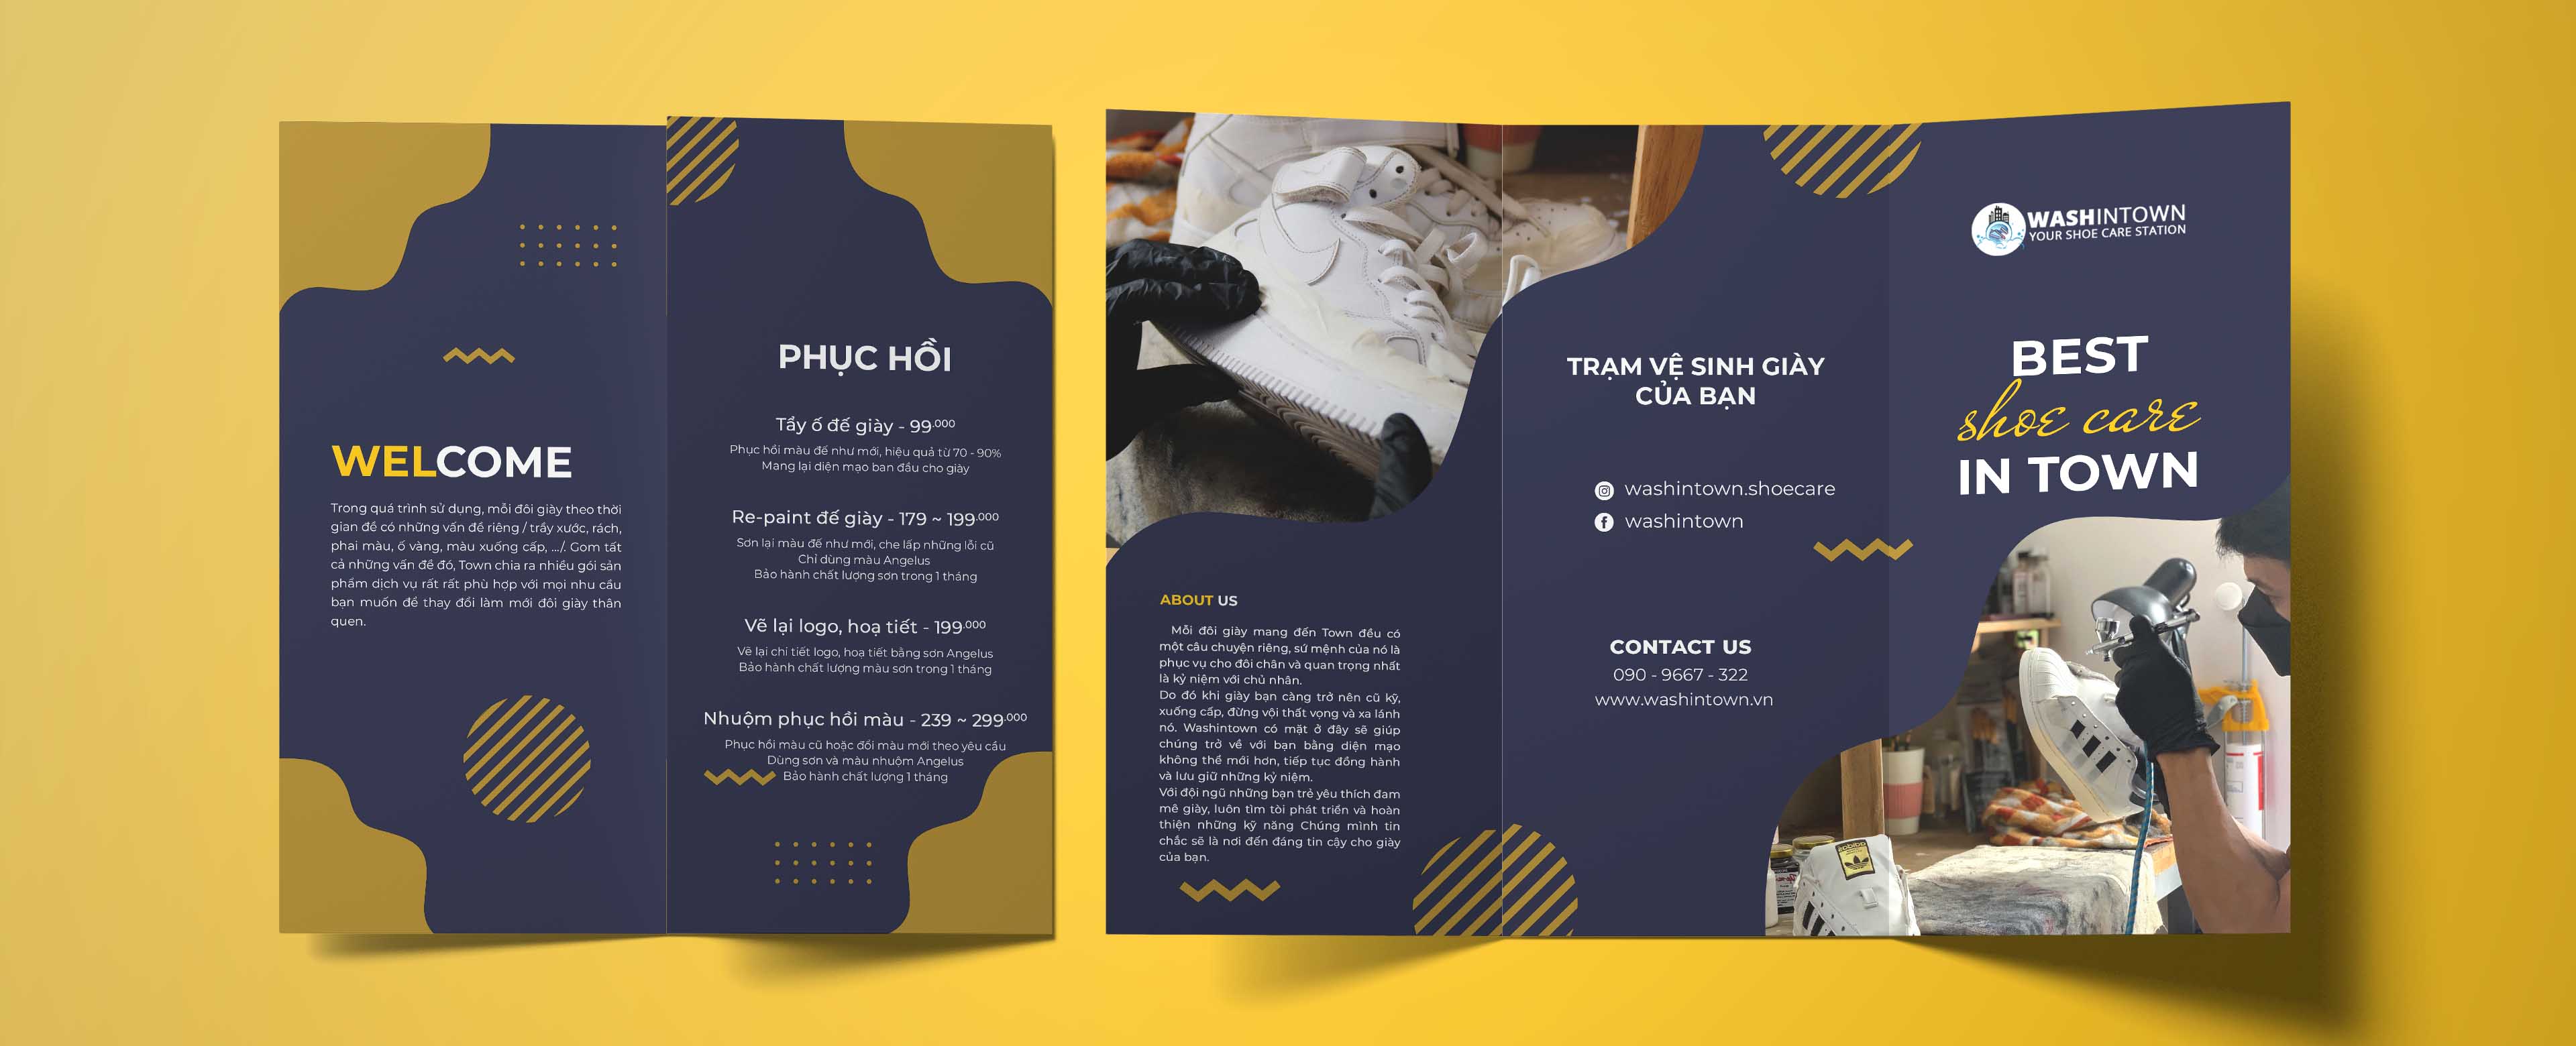 WELCOME
Trong quá trình sử dụng, mỗi đôi giày theo thời
gian đề có những vấn đề riêng / trầy xước, rách,
phai màu, ố vàng, màu xuống cấp, .../. Gom tất
cả những vấn đề đó, Town chia ra nhiều gói sản
phẩm dịch vụ rất rất phù hợp với mọi nhu cầu
bạn muốn để thay đổi làm mới đôi giày thân
quen.
PHỤC HỒI
Tẩy ố đế giày - 99.000
Phục hồi màu đế như mới, hiệu quả từ 70 - 90%
Mang lại diện mạo ban đầu cho giày
Re-paint đế giày - 179 ~ 199.000
Sơn lại màu đế như mới, che lấp những lỗi cũ
Chỉ dùng màu Angelus
Bảo hành chất lượng sơn trong 1 tháng
Vẽ lại logo, hoạ tiết - 199.000
Vẽ lại chi tiết logo, hoạ tiết bằng sơn Angelus
Bảo hành chất lượng màu sơn trong 1 tháng
Nhuộm phục hồi màu - 239 ~ 299.000
Phục hồi màu cũ hoặc đổi màu mới theo yêu cầu
Dùng sơn và màu nhuộm Angelus
Bảo hành chất lượng 1 tháng
ABOUT US
Mỗi đôi giày mang đến Town đều có
một câu chuyện riêng, sứ mệnh của nó là
phục vụ cho đôi chân và quan trọng nhất
là kỷ niệm với chủ nhân.
Do đó khi giày bạn càng trở nên cũ kỹ,
xuống cấp, đừng vội thất vọng và xa lánh
nó. Washintown có mặt ở đây sẽ giúp
chúng trở về với bạn bằng diện mạo
không thể mới hơn, tiếp tục đồng hành
và lưu giữ những kỷ niệm.
Với đội ngũ những bạn trẻ yêu thích đam
mê giày, luôn tìm tòi phát triển và hoàn
thiện những kỹ năng Chúng mình tin
chắc sẽ là nơi đến đáng tin cậy cho giày
của bạn.
TRẠM VỆ SINH GIÀY
CỦA BẠN
washintown.shoecare
washintown
CONTACT US
090 - 9667 - 322
www.washintown.vn
WASHINTOWN
YOUR SHOE CARE STATION
BEST
shoe care
IN TOWN
adidas